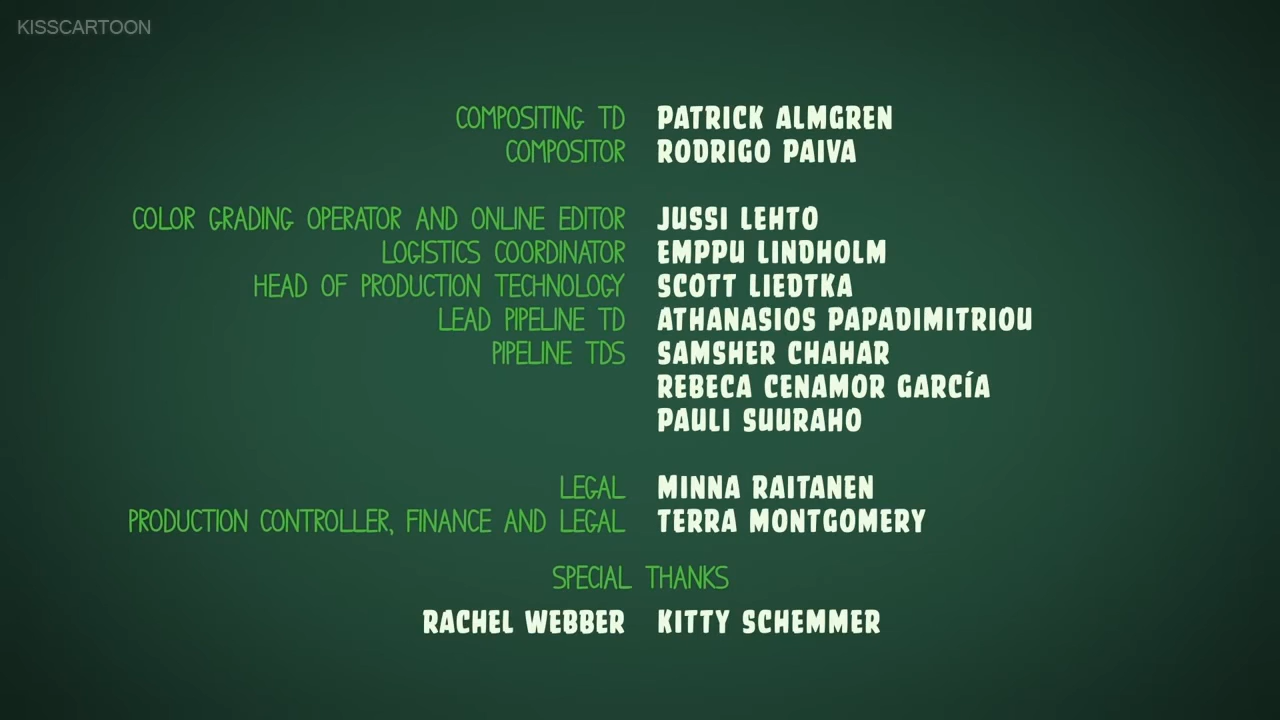 KISSCARTOON
COMPOSITING TD PATRICK ALMGREN
COMPOSITOR RODRIGO PAIVA
COLOR GRADING OPERATOR AND ONLINE EDITOR JUSSI LEHTO
LOGISTICS COORDINATOR EMPPU LINDHOLM
HEAD OF PRODUCTION TECHNOLOGY SCOTT LIEDTKA
LEAD PIPELINE TD ATHANASIOS PAPADIMITRIOU
PIPELINE TDS SAMSHER CHAHAR
REBECA CENAMOR GARCÍA
PAULI SUURAHO
LEGAL MINNA RAITANEN
PRODUCTION CONTROLLER, FINANCE AND LEGAL TERRA MONTGOMERY
SPECIAL THANKS
RACHEL WEBBER KITTY SCHEMMER